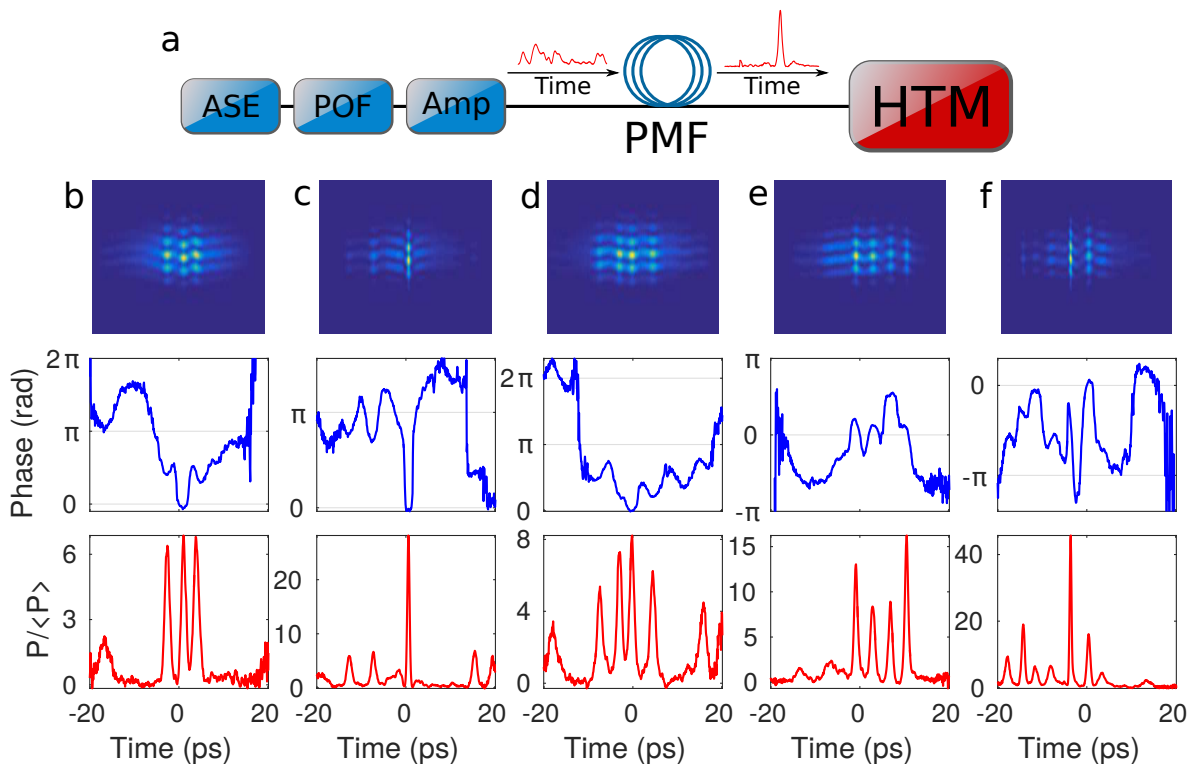 a
ASE POF Amp Time PMF Time HTM
b c d e f
Phase (rad)
2π π 0
π 0
2π π 0
π 0 -π
0 -π
P/<P>
6 3 0
20 10 0
8 4 0
15 10 5 0
40 20 0
-20 0 20 -20 0 20 -20 0 20 -20 0 20 -20 0 20
Time (ps) Time (ps) Time (ps) Time (ps) Time (ps)